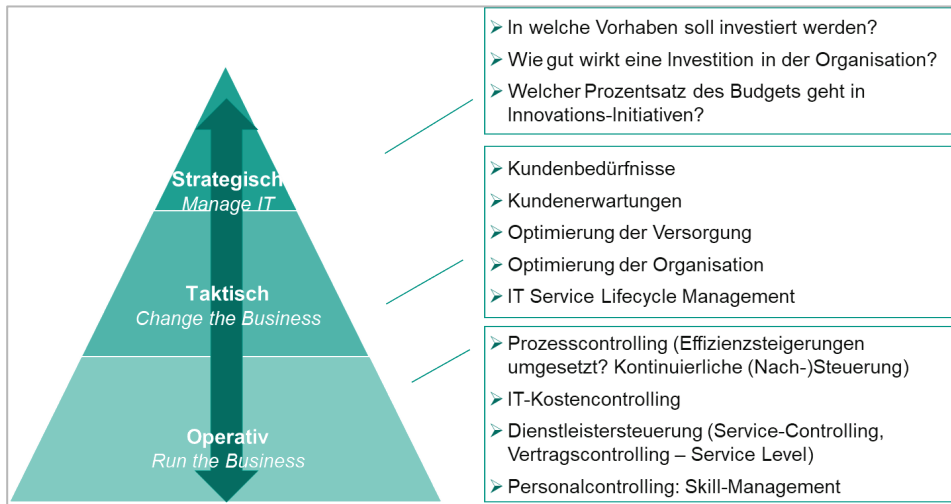 In welche Vorhaben soll investiert werden?
Wie gut wirkt eine Investition in der Organisation?
Welcher Prozentsatz des Budgets geht in
Innovations-Initiativen?
Strategisch
Manage IT
Kundenbedürfnisse
Kundenerwartungen
Optimierung der Versorgung
Optimierung der Organisation
IT Service Lifecycle Management
Taktisch
Change the Business
Prozesscontrolling (Effizienzsteigerungen
umgesetzt? Kontinuierliche (Nach-)Steuerung)
IT-Kostencontrolling
Dienstleistersteuerung (Service-Controlling,
Vertragscontrolling – Service Level)
Personalcontrolling: Skill-Management
Operativ
Run the Business